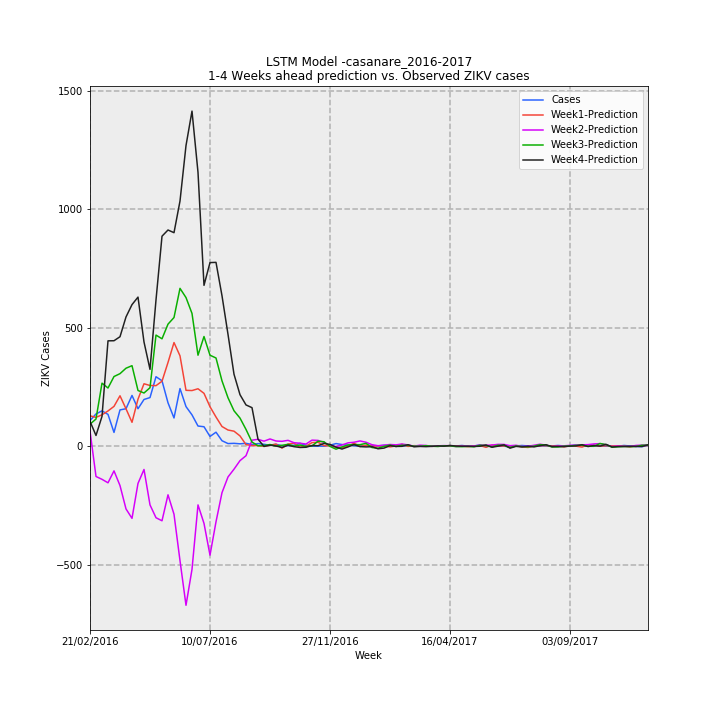 LSTM Model -casanare_2016-2017
1-4 Weeks ahead prediction vs. Observed ZIKV cases
Cases
Week1-Prediction
Week2-Prediction
Week3-Prediction
Week4-Prediction
1500
1000
500
0
−500
ZIKV Cases
21/02/2016 10/07/2016 27/11/2016 16/04/2017 03/09/2017
Week